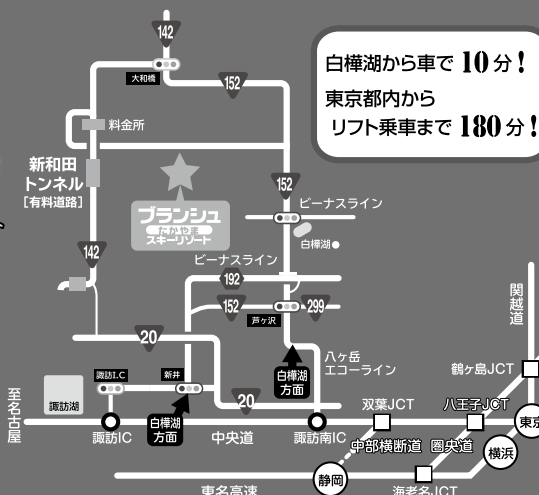 142
大和橋
152
白樺湖から車で 10分!
東京都内から
リフト乗車まで 180分!
料金所
新和田
トンネル
[有料道路]
152
ビーナスライン
ブランシュ
たかやま
スキーリゾート
白樺湖
142
ビーナスライン
192
152
299
芦ヶ沢
関越道
20
八ヶ岳
エコーライン
白樺湖
方面
鶴ヶ島JCT
諏訪I.C
新井
諏訪湖
20
至名古屋
白樺湖
方面
双葉JCT
八王子JCT
諏訪IC
中央道
諏訪南IC
東京
中部横断道
圏央道
横浜
静岡
東名高速
海老名JCT